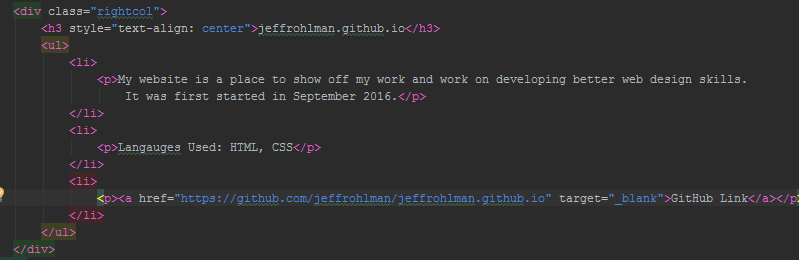 <div class="rightcol">
<h3 style="text-align: center">jeffrohlman.github.io</h3>
<ul>
<li>
<p>My website is a place to show off my work and work on developing better web design skills.
It was first started in September 2016.</p>
</li>
<li>
<p>Langauges Used: HTML, CSS</p>
</li>
<li>
<p><a href="https://github.com/jeffrohlman/jeffrohlman.github.io" target="_blank">GitHub Link</a></p>
</li>
</ul>
</div>